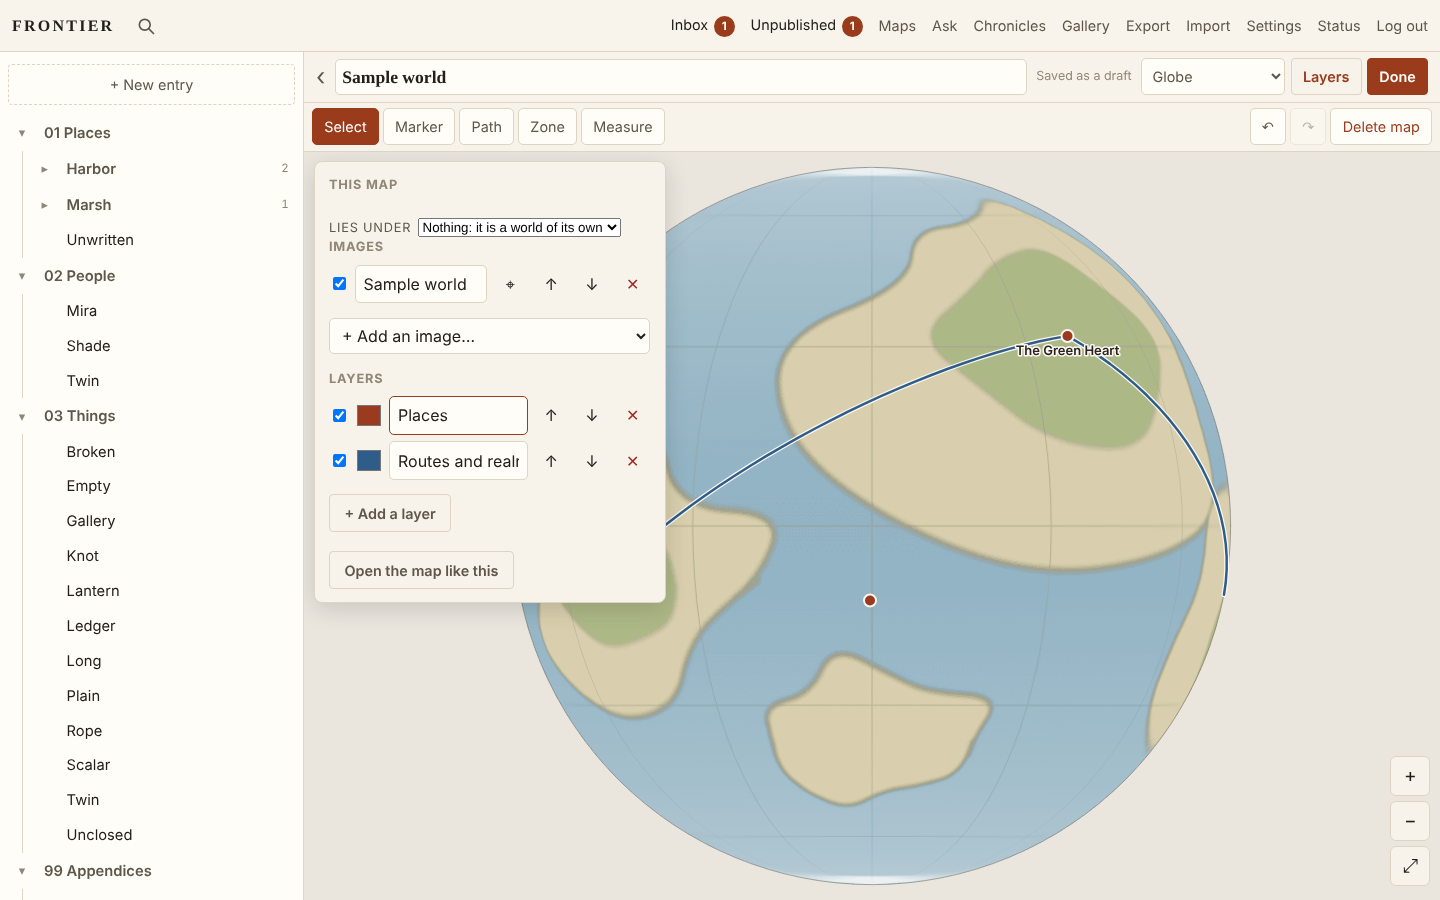 FRONTIER
Inbox 1 Unpublished 1 Maps Ask Chronicles Gallery Export Import Settings Status Log out
+ New entry
01 Places
Harbor 2
Marsh 1
Unwritten
02 People
Mira
Shade
Twin
03 Things
Broken
Empty
Gallery
Knot
Lantern
Ledger
Long
Plain
Rope
Scalar
Twin
Unclosed
99 Appendices
Sample world
Saved as a draft
Globe
Layers
Done
Select
Marker
Path
Zone
Measure
Delete map
THIS MAP
LIES UNDER Nothing: it is a world of its own
IMAGES
Sample world
+ Add an image...
LAYERS
Places
Routes and
+ Add a layer
Open the map like this
The Green Heart